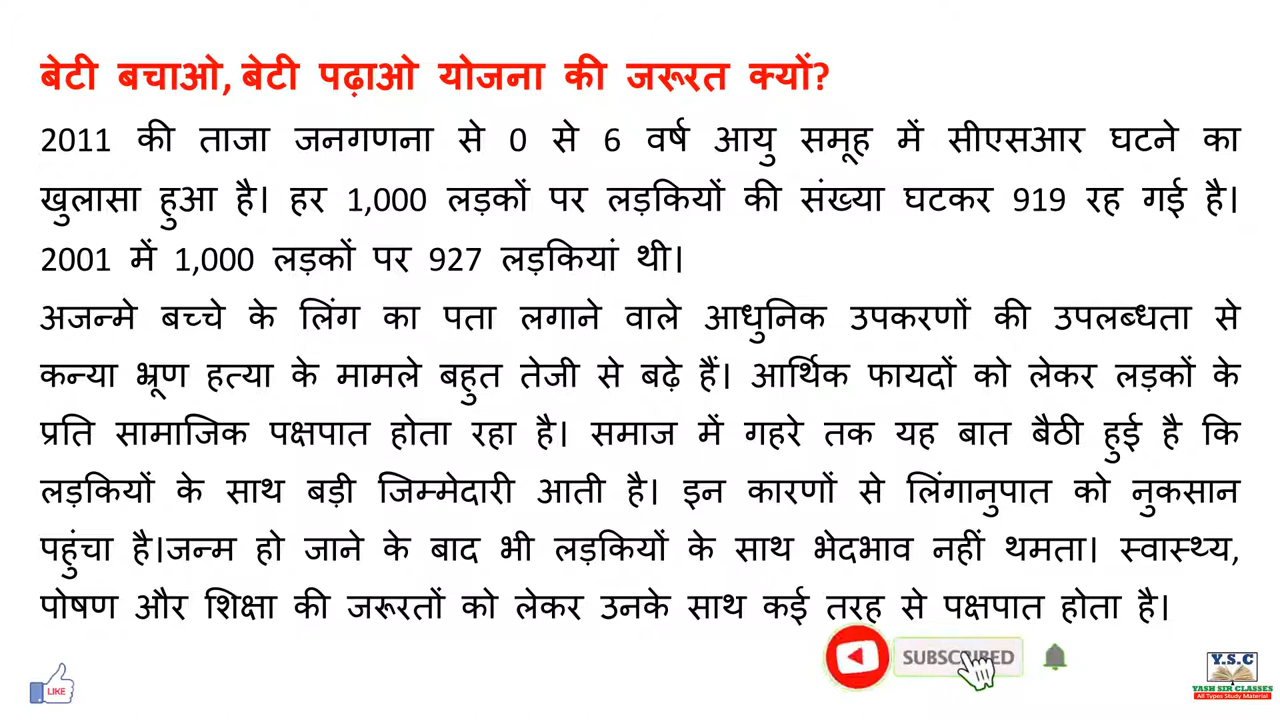 बेटी बचाओ, बेटी पढ़ाओ योजना की जरूरत क्यों?
2011 की ताजा जनगणना से 0 से 6 वर्ष आयु समूह में सीएसआर घटने का
खुलासा हुआ है। हर 1,000 लड़कों पर लड़कियों की संख्या घटकर 919 रह गई है।
2001 में 1,000 लड़कों पर 927 लड़कियां थी।
अजन्मे बच्चे के लिंग का पता लगाने वाले आधुनिक उपकरणों की उपलब्धता से
कन्या भ्रूण हत्या के मामले बहुत तेजी से बढ़े हैं। आर्थिक फायदों को लेकर लड़कों के
प्रति सामाजिक पक्षपात होता रहा है। समाज में गहरे तक यह बात बैठी हुई है कि
लड़कियों के साथ बड़ी जिम्मेदारी आती है। इन कारणों से लिंगानुपात को नुकसान
पहुंचा है।जन्म हो जाने के बाद भी लड़कियों के साथ भेदभाव नहीं थमता। स्वास्थ्य,
पोषण और शिक्षा की जरूरतों को लेकर उनके साथ कई तरह से पक्षपात होता है।
SUBSCRIBED
LIKE
Y.S.C
YASH SIR CLASSES
All Types Study Material